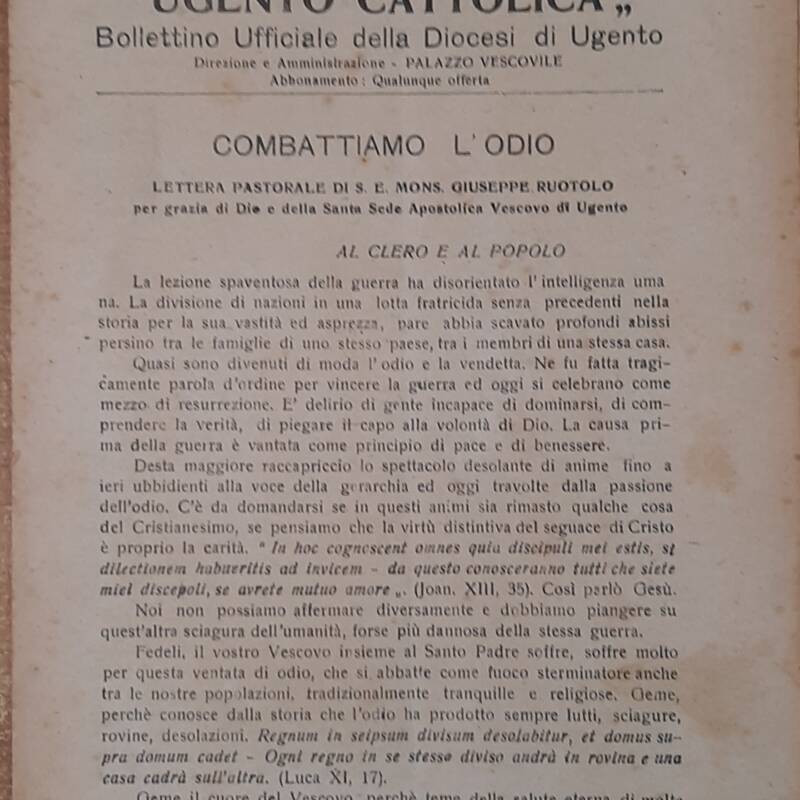 UGENTO CATTOLICA „
Bollettino Ufficiale della Diocesi di Ugento
Direzione e Amministrazione - PALAZZO VESCOVILE
Abbonamento: Qualunque offerta
COMBATTIAMO L'ODIO
LETTERA PASTORALE DI S. E. MONS. GIUSEPPE RUOTOLO
per grazia di Dio e della Santa Sede Apostolica Vescovo di Ugento
AL CLERO E AL POPOLO
La lezione spaventosa della guerra ha disorientato l'intelligenza uma
na. La divisione di nazioni in una lotta fratricida senza precedenti nella
storia per la sua vastità ed asprezza, pare abbia scavato profondi abissi
persino tra le famiglie di uno stesso paese, tra i membri di una stessa casa.
Quasi sono divenuti di moda l'odio e la vendetta. Ne fu fatta tragi-
camente parola d'ordine per vincere la guerra ed oggi si celebrano come
mezzo di resurrezione. E' delirio di gente incapace di dominarsi, di com-
prendere la verità, di piegare il capo alla volontà di Dio. La causa pri-
ma della guerra è vantata come principio di pace e di benessere.
Desta maggiore raccapriccio lo spettacolo desolante di anime fino a
ieri ubbidienti alla voce della gerarchia ed oggi travolte dalla passione
dell'odio. C'è da domandarsi se in questi animi sia rimasto qualche cosa
del Cristianesimo, se pensiamo che la virtù distintiva del seguace di Cristo
è proprio la carità. " In hoc cognoscent omnes quia discipuli mei estis, si
dilectionem habueritis ad invicem - da questo conosceranno tutti che siete
miei discepoli, se avrete mutuo amore „. (Joan. XIII, 35). Così parlò Gesù.
Noi non possiamo affermare diversamente e dobbiamo piangere su
quest'altra sciagura dell'umanità, forse più dannosa della stessa guerra.
Fedeli, il vostro Vescovo insieme al Santo Padre soffre, soffre molto
per questa ventata di odio, che si abbatte come fuoco sterminatore anche
tra le nostre popolazioni, tradizionalmente tranquille e religiose. Geme,
perchè conosce dalla storia che l'odio ha prodotto sempre lutti, sciagure,
rovine, desolazioni. Regnum in seipsum divisum desolabitur, et domus su-
pra domum cadet - Ogni regno in se stesso diviso andrà in rovina e una
casa cadrà sull'altra. (Luca XI, 17).
Geme il cuore del Vescovo perchè teme della salute eterna di molte